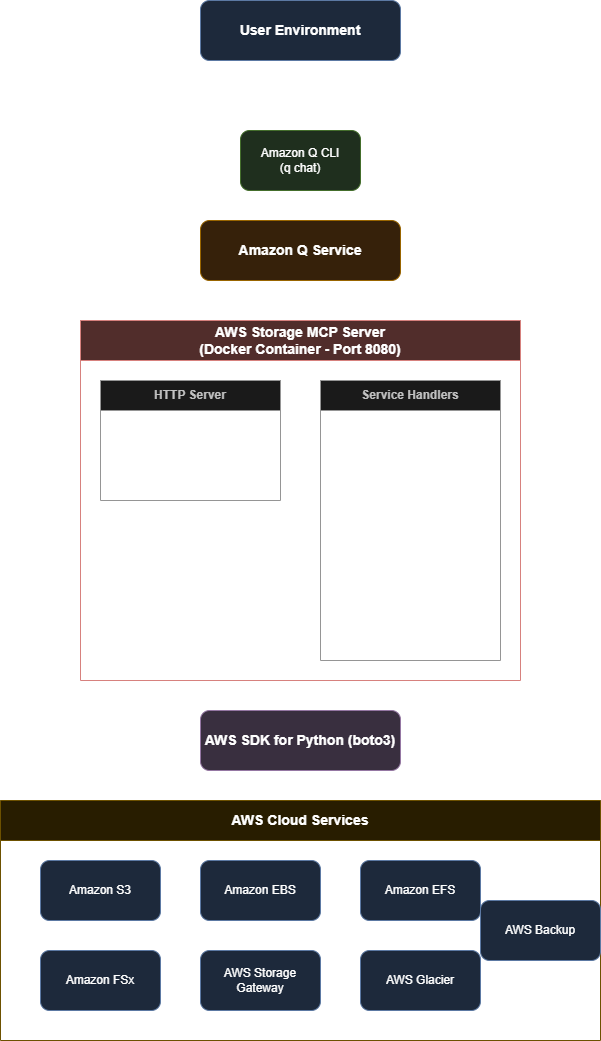 User Environment
Amazon Q CLI
(q chat)
Amazon Q Service
AWS Storage MCP Server
(Docker Container - Port 8080)
HTTP Server
Service Handlers
AWS SDK for Python (boto3)
AWS Cloud Services
Amazon S3
Amazon EBS
Amazon EFS
AWS Backup
Amazon FSx
AWS Storage
Gateway
AWS Glacier